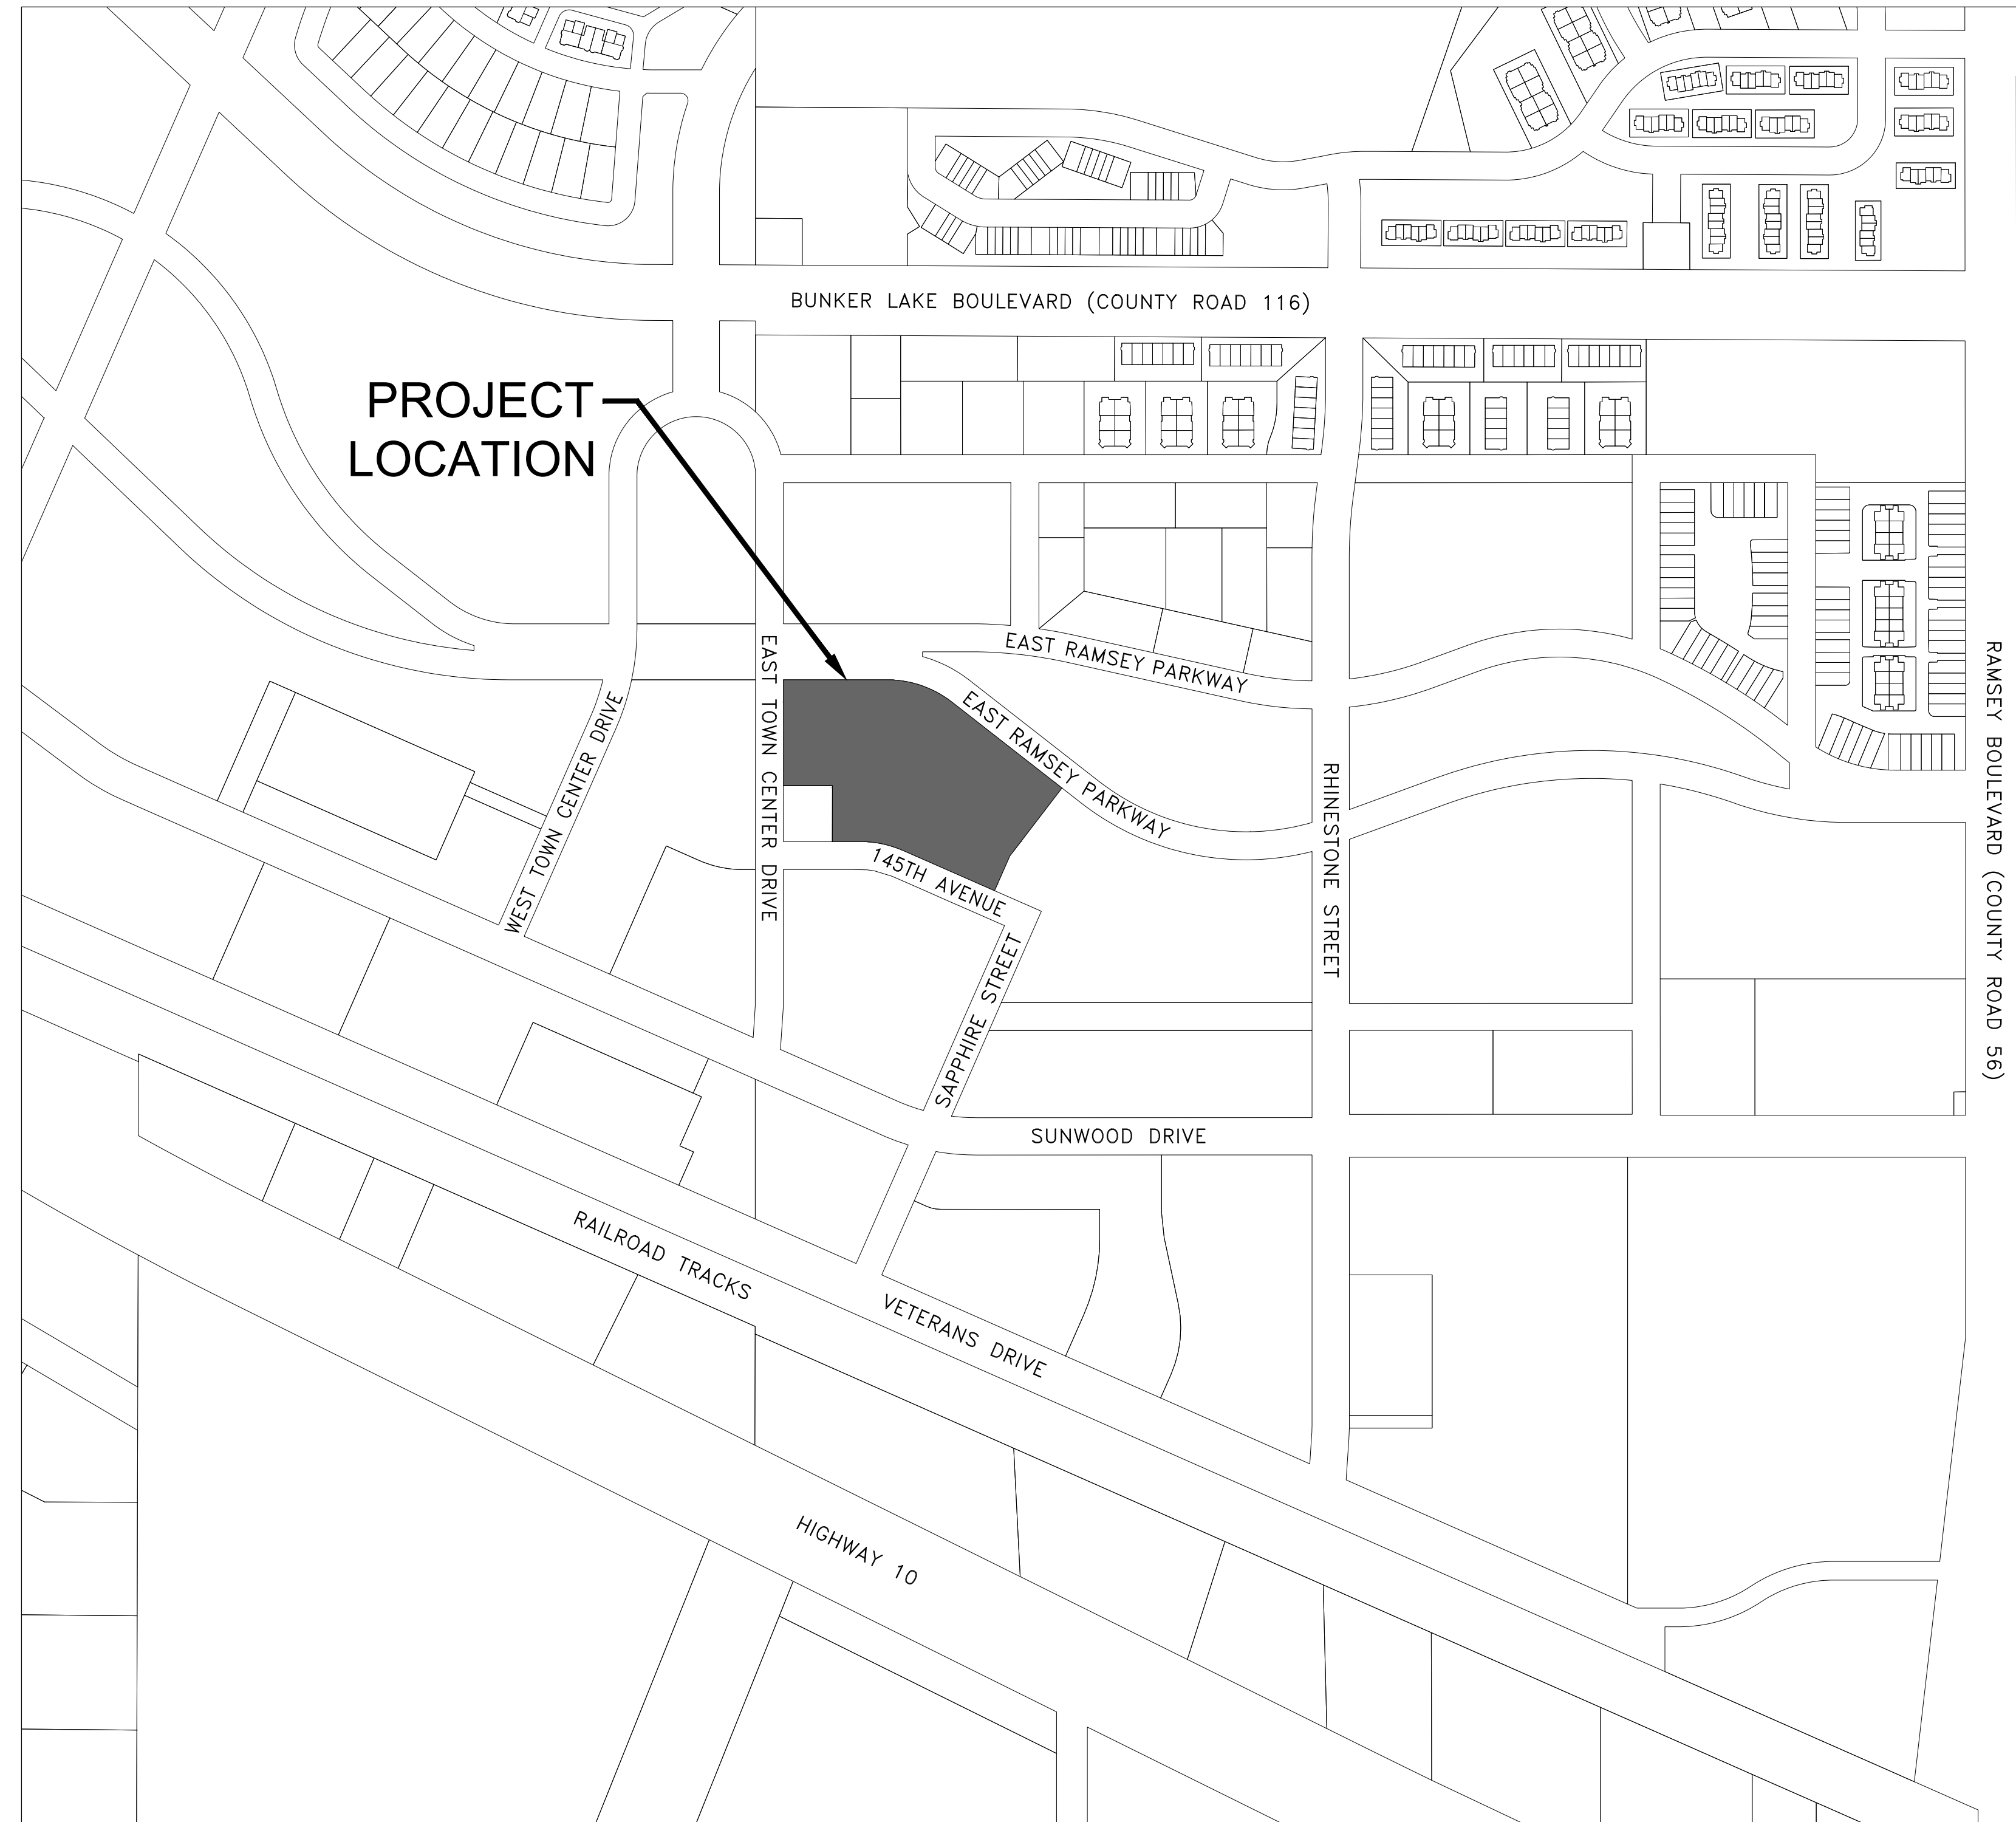 BUNKER LAKE BOULEVARD (COUNTY ROAD 116)
PROJECT
LOCATION
EAST RAMSEY PARKWAY
EAST RAMSEY PARKWAY
EAST TOWN CENTER DRIVE
WEST TOWN CENTER DRIVE
RAMSEY BOULEVARD (COUNTY ROAD 56)
RHINESTONE STREET
145TH AVENUE
SAPPHIRE STREET
SUNWOOD DRIVE
RAILROAD TRACKS
VETERANS DRIVE
HIGHWAY 10